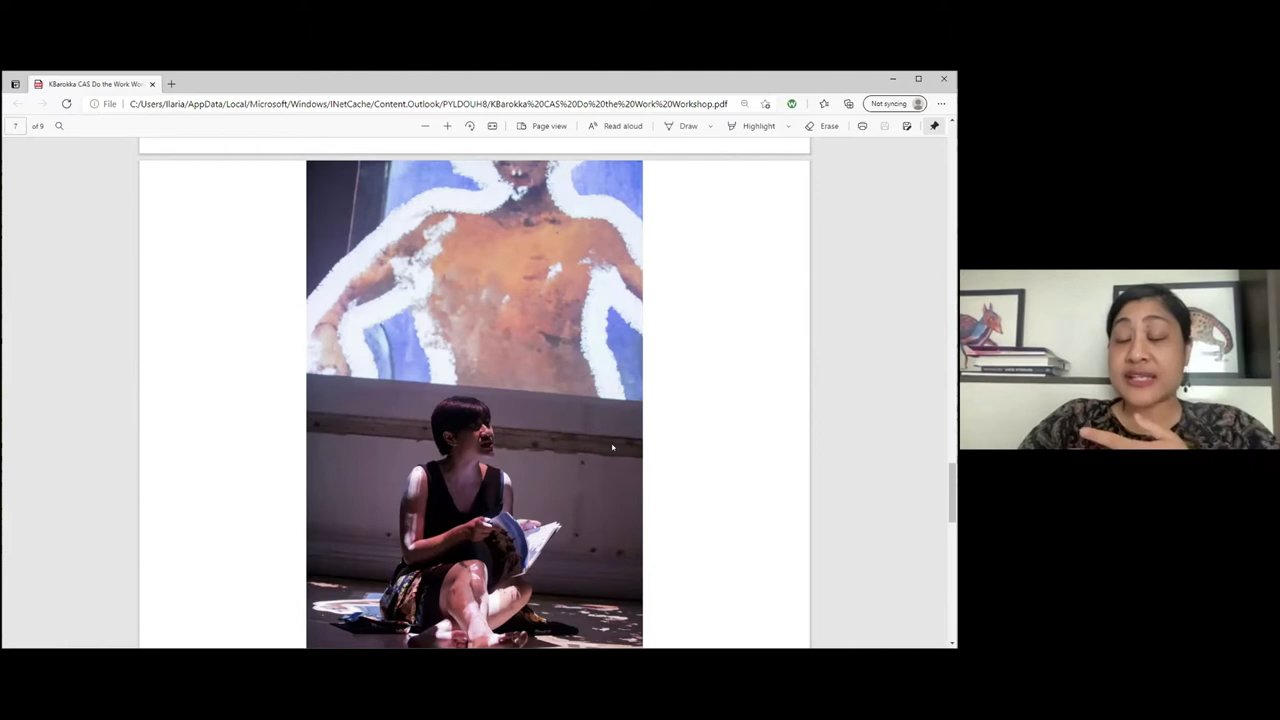 KBarokka CAS Do the Work Wor
File C:/Users/Ilaria/AppData/Local/Microsoft/Windows/INetCache/Content.Outlook/PYLDOUH8/KBarokka%20CAS%20Do%20the%20Work%20Workshop.pdf Not syncing
7 of 9 Page view Read aloud Draw Highlight Erase